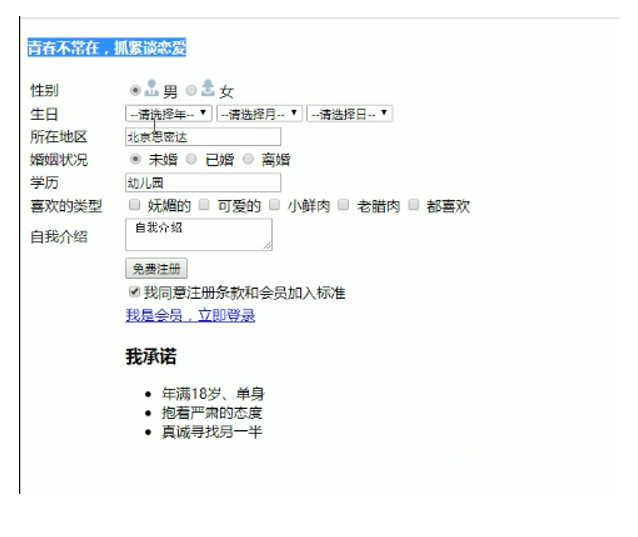 青春不常在，抓紧谈恋爱
性别 男 女
生日 --请选择年-- --请选择月-- --请选择日--
所在地区 北京思密达
婚姻状况 未婚 已婚 离婚
学历 幼儿园
喜欢的类型 妩媚的 可爱的 小鲜肉 老腊肉 都喜欢
自我介绍 自我介绍
免费注册
我同意注册条款和会员加入标准
我是会员，立即登录
我承诺
年满18岁、单身
抱着严肃的态度
真诚寻找另一半